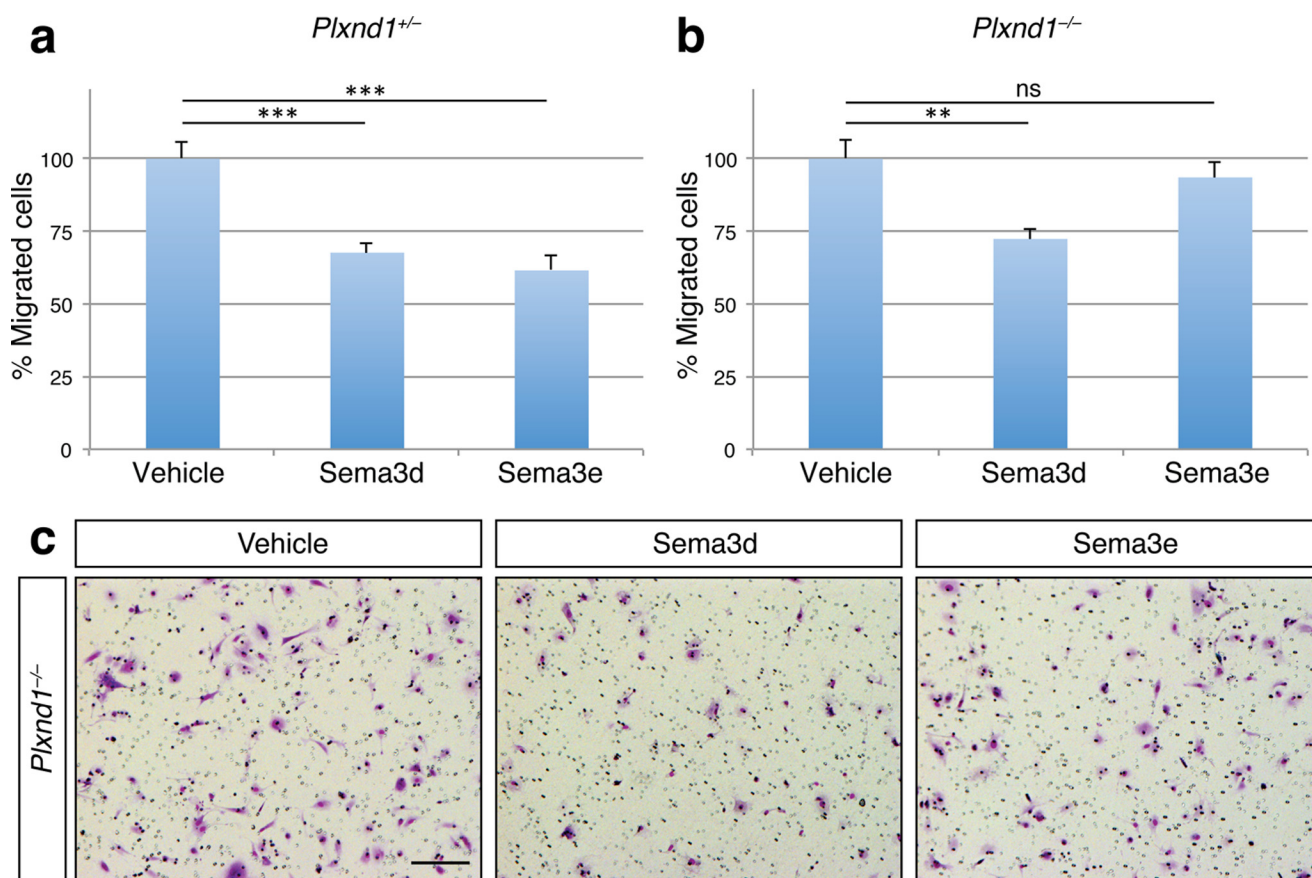 a
Plxnd1+/–
***
***
% Migrated cells
100
75
50
25
0
Vehicle Sema3d Sema3e
b
Plxnd1–/–
ns
**
% Migrated cells
100
75
50
25
0
Vehicle Sema3d Sema3e
c
Vehicle Sema3d Sema3e
Plxnd1–/–